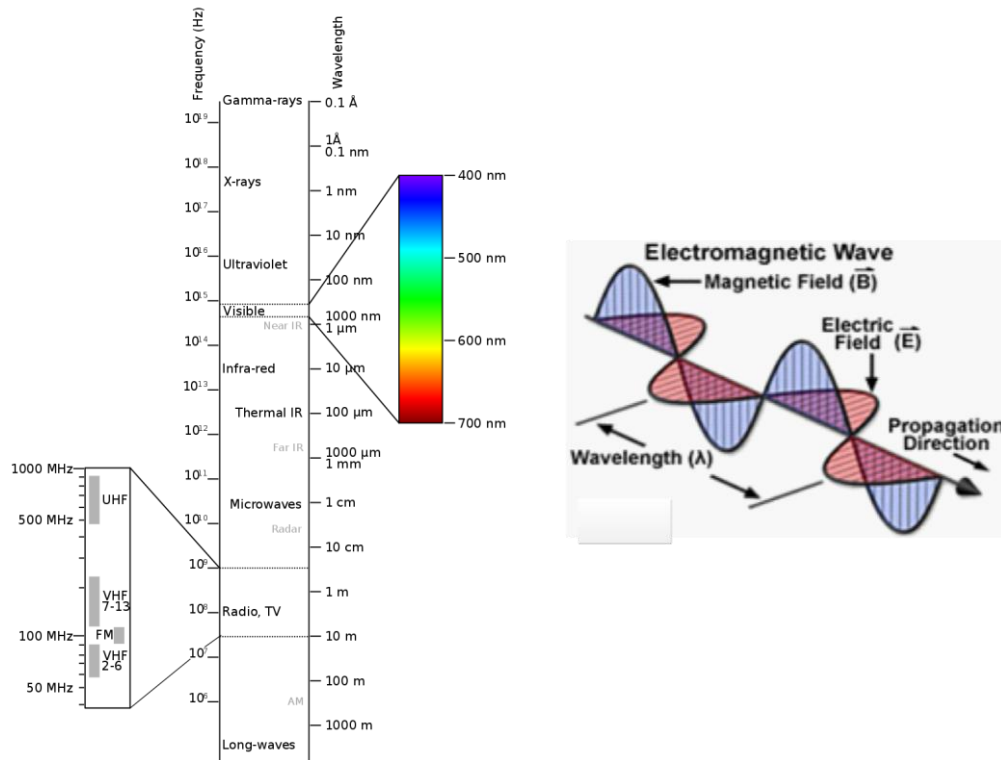 Frequency (Hz)
Wavelength
Gamma-rays
0.1 Å
10¹⁹
1Å
0.1 nm
10¹⁸
X-rays
1 nm
10¹⁷
10 nm
10¹⁶
Ultraviolet
100 nm
10¹⁵
Visible
1000 nm
Near IR
1 µm
10¹⁴
Infra-red
10 µm
10¹³
Thermal IR
100 µm
10¹²
Far IR
1000 µm
1 mm
10¹¹
Microwaves
1 cm
10¹⁰
Radar
10 cm
10⁹
1 m
10⁸
Radio, TV
10 m
10⁷
100 m
10⁶
AM
1000 m
Long-waves
400 nm
500 nm
600 nm
700 nm
1000 MHz
UHF
500 MHz
VHF
7-13
100 MHz
FM
VHF
2-6
50 MHz
Electromagnetic Wave
Magnetic Field (B⃗)
Electric
Field (E⃗)
Propagation
Direction
Wavelength (λ)